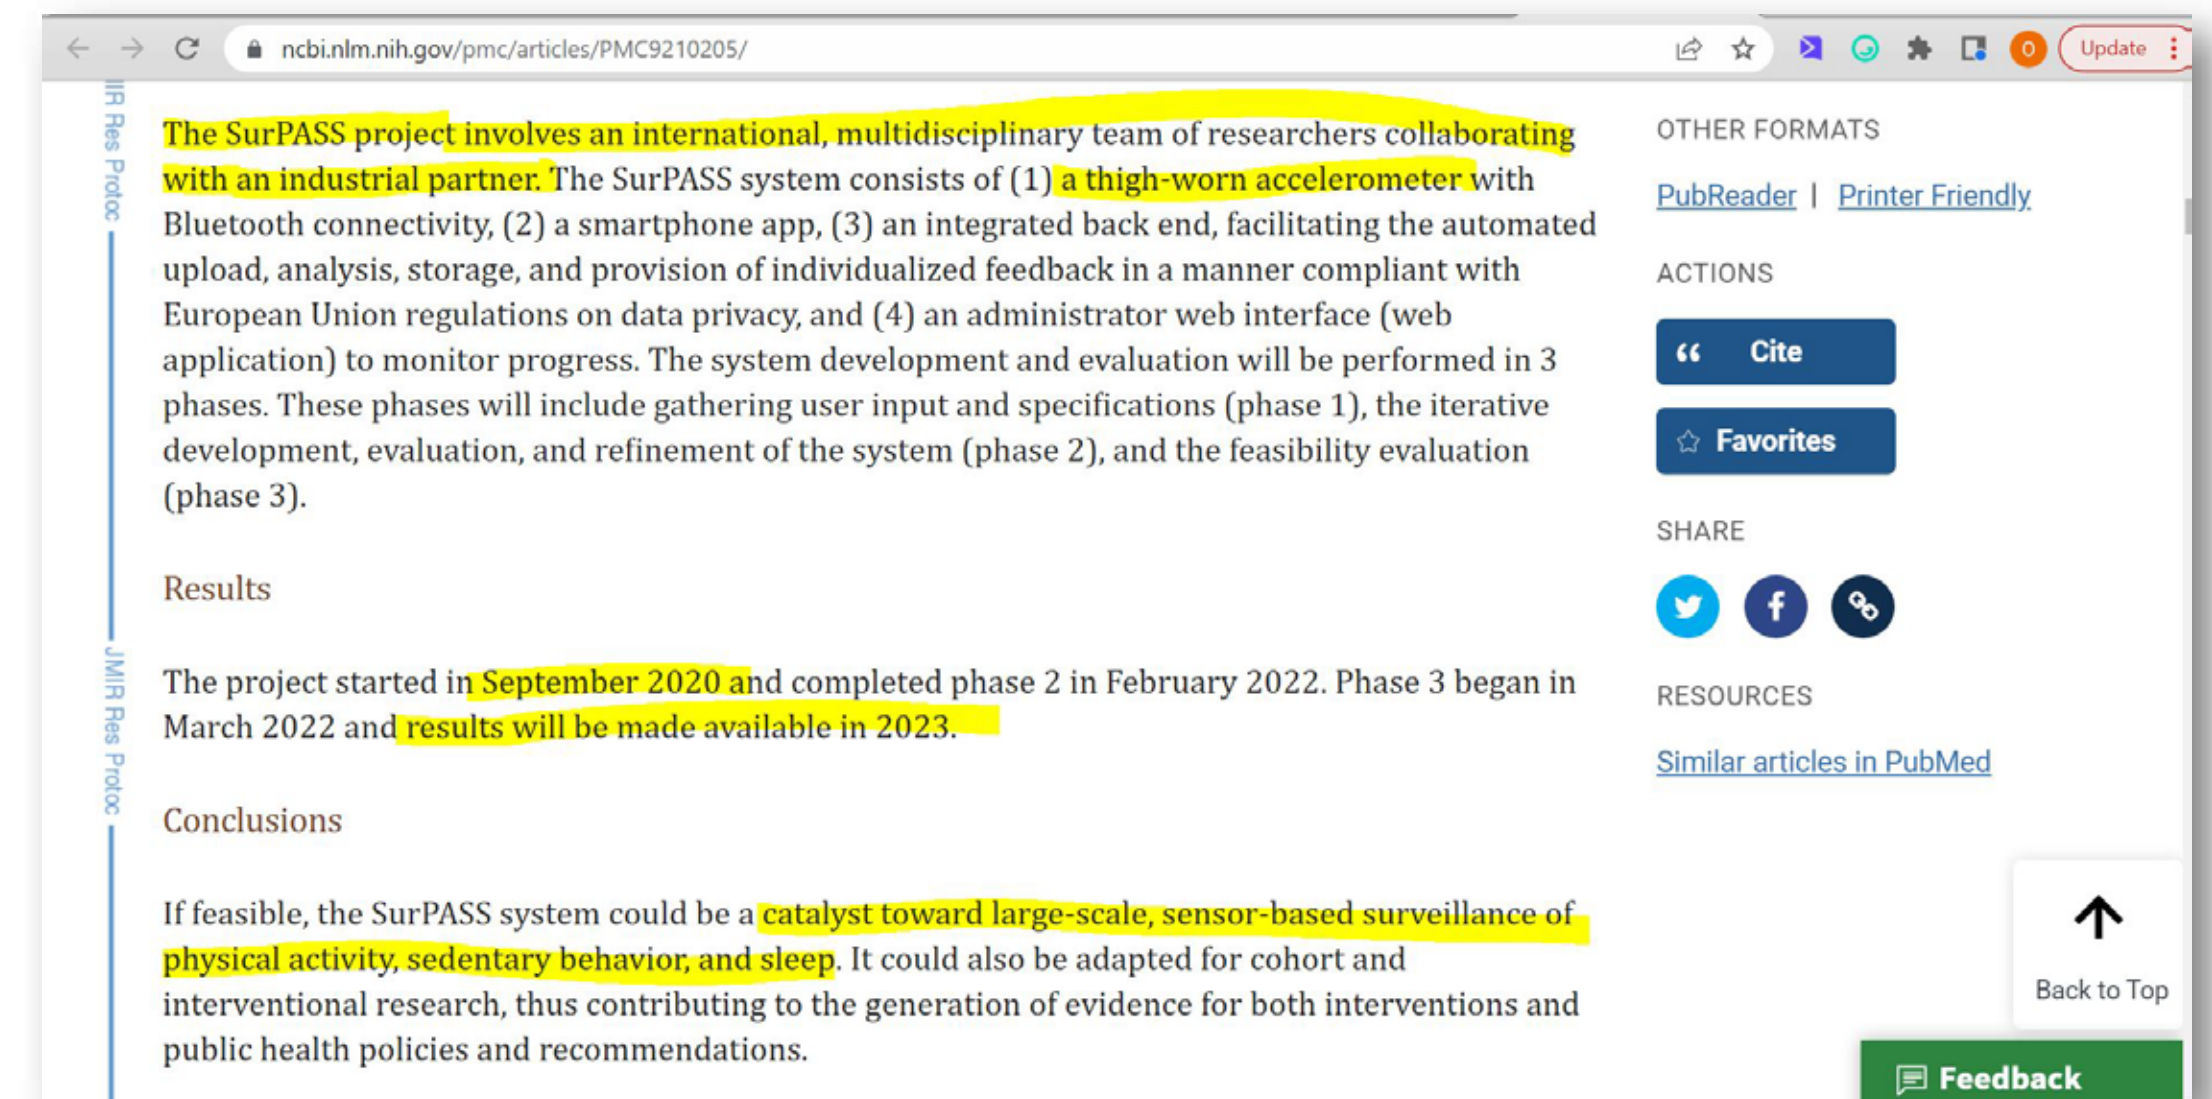 ncbi.nlm.nih.gov/pmc/articles/PMC9210205/
O
Update
IR Res Protoc
The SurPASS project involves an international, multidisciplinary team of researchers collaborating
with an industrial partner. The SurPASS system consists of (1) a thigh-worn accelerometer with
Bluetooth connectivity, (2) a smartphone app, (3) an integrated back end, facilitating the automated
upload, analysis, storage, and provision of individualized feedback in a manner compliant with
European Union regulations on data privacy, and (4) an administrator web interface (web
application) to monitor progress. The system development and evaluation will be performed in 3
phases. These phases will include gathering user input and specifications (phase 1), the iterative
development, evaluation, and refinement of the system (phase 2), and the feasibility evaluation
(phase 3).
Results
JMIR Res Protoc
The project started in September 2020 and completed phase 2 in February 2022. Phase 3 began in
March 2022 and results will be made available in 2023.
Conclusions
If feasible, the SurPASS system could be a catalyst toward large-scale, sensor-based surveillance of
physical activity, sedentary behavior, and sleep. It could also be adapted for cohort and
interventional research, thus contributing to the generation of evidence for both interventions and
public health policies and recommendations.
OTHER FORMATS
PubReader | Printer Friendly
ACTIONS
Cite
Favorites
SHARE
RESOURCES
Similar articles in PubMed
Back to Top
Feedback